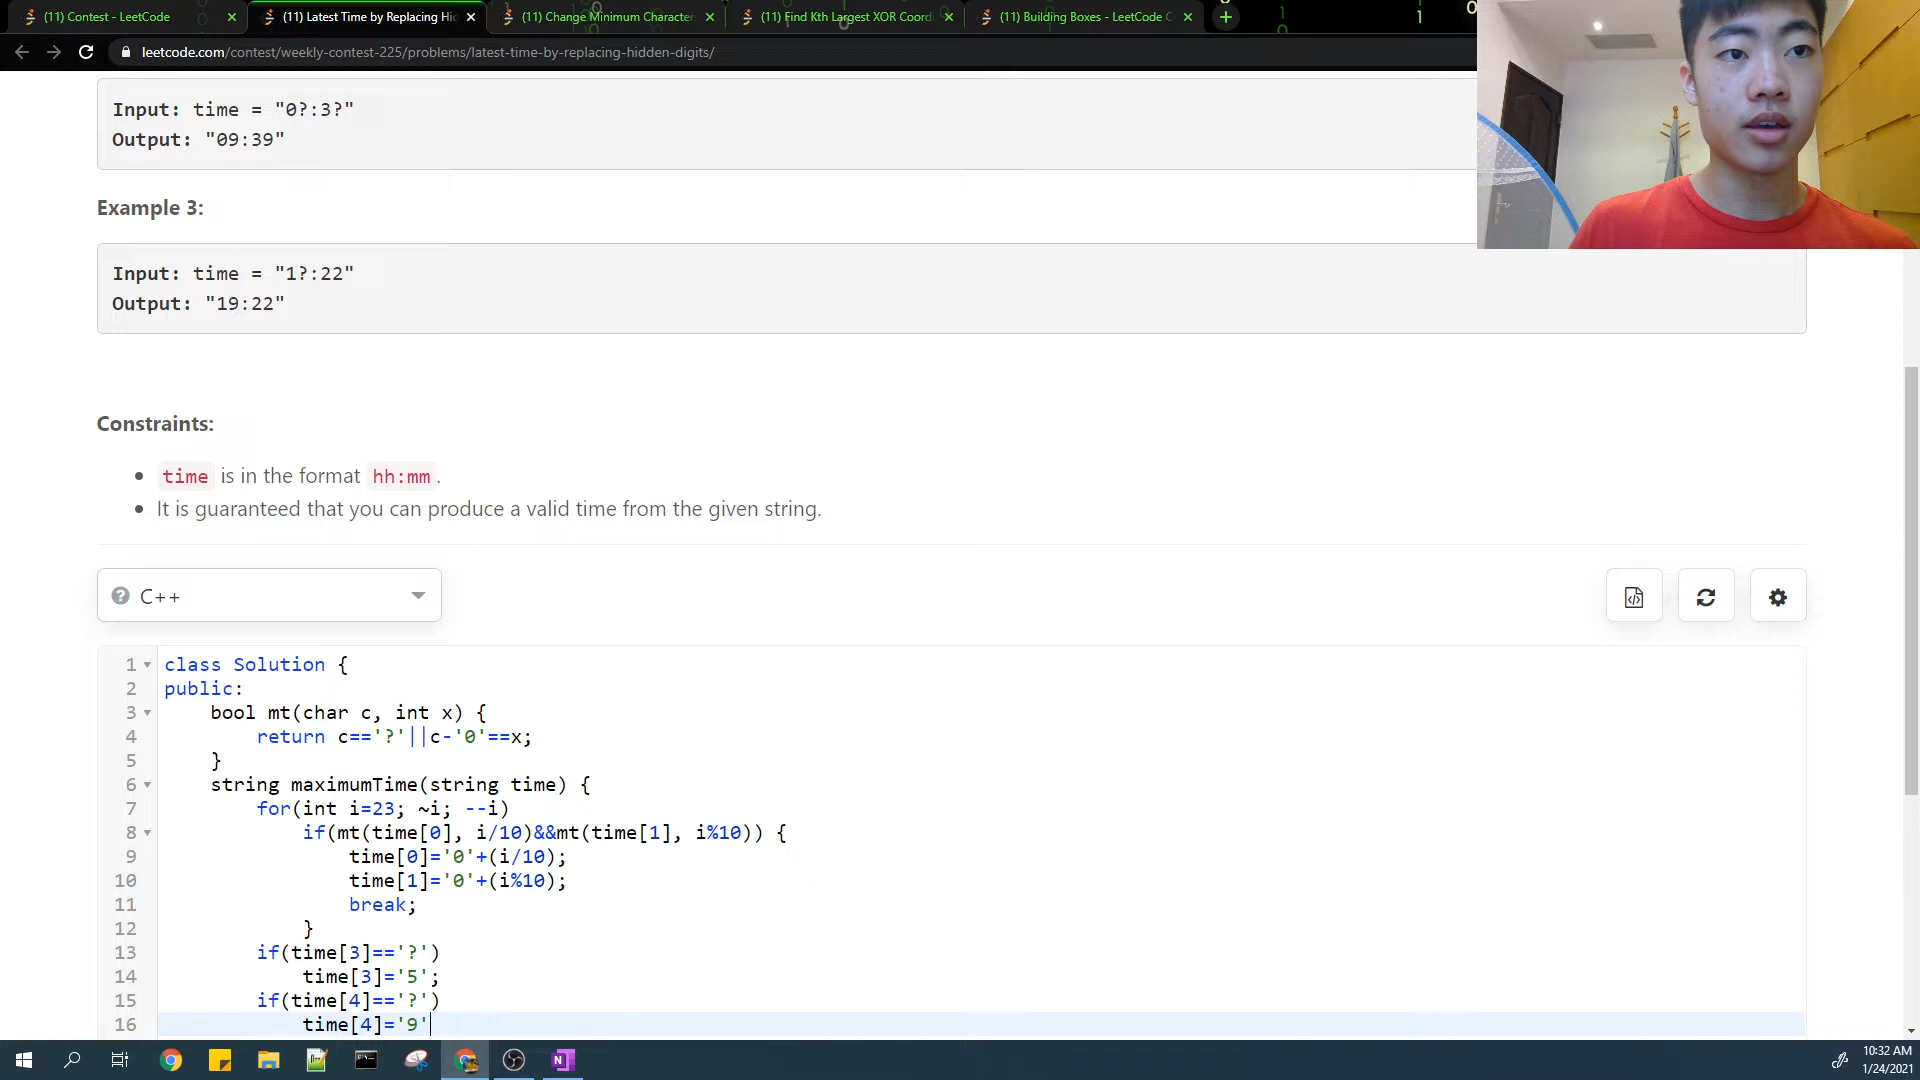 (11) Contest - LeetCode
(11) Latest Time by Replacing Hi
(11) Change Minimum Character
(11) Find Kth Largest XOR Coord
(11) Building Boxes - LeetCode C
leetcode.com/contest/weekly-contest-225/problems/latest-time-by-replacing-hidden-digits/
Input: time = "0?:3?"
Output: "09:39"
Example 3:
Input: time = "1?:22"
Output: "19:22"
Constraints:
time is in the format hh:mm.
It is guaranteed that you can produce a valid time from the given string.
C++
1 class Solution {
2 public:
3 bool mt(char c, int x) {
4 return c=='?'||c-'0'==x;
5 }
6 string maximumTime(string time) {
7 for(int i=23; ~i; --i)
8 if(mt(time[0], i/10)&&mt(time[1], i%10)) {
9 time[0]='0'+(i/10);
10 time[1]='0'+(i%10);
11 break;
12 }
13 if(time[3]=='?')
14 time[3]='5';
15 if(time[4]=='?')
16 time[4]='9'
10:32 AM
1/24/2021